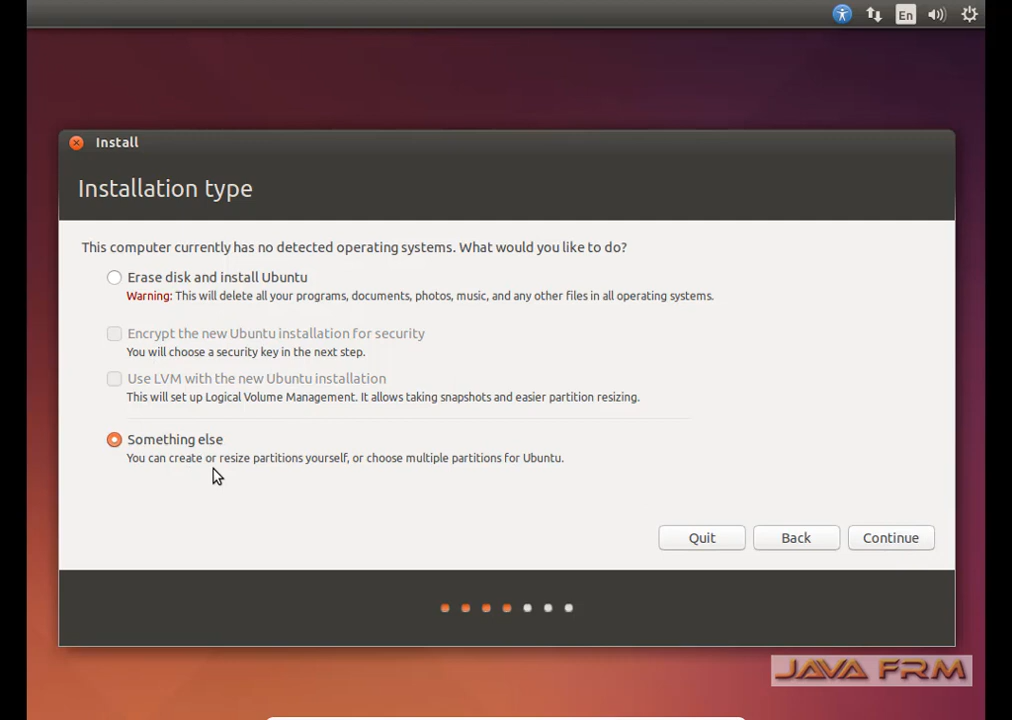 En
Install
Installation type
This computer currently has no detected operating systems. What would you like to do?
Erase disk and install Ubuntu
Warning: This will delete all your programs, documents, photos, music, and any other files in all operating systems.
Encrypt the new Ubuntu installation for security
You will choose a security key in the next step.
Use LVM with the new Ubuntu installation
This will set up Logical Volume Management. It allows taking snapshots and easier partition resizing.
Something else
You can create or resize partitions yourself, or choose multiple partitions for Ubuntu.
Quit Back Continue
JAVA FRM